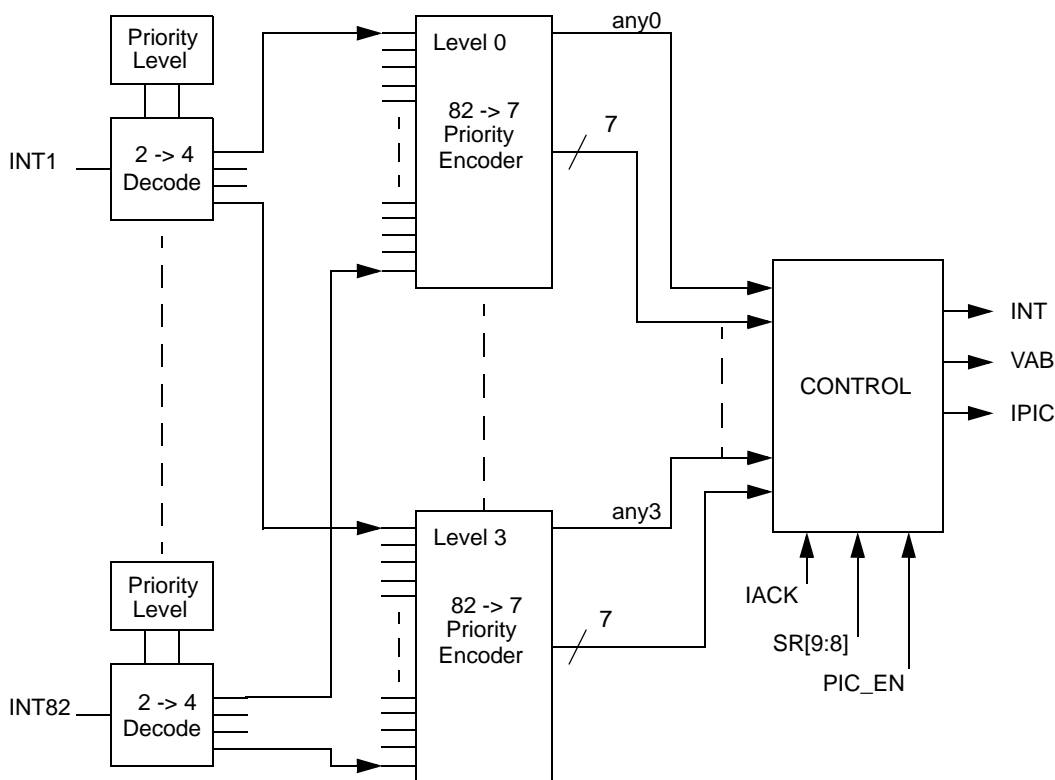 Priority
Level
INT1
2 -> 4
Decode
Level 0
82 -> 7
Priority
Encoder
any0
7
CONTROL
INT
VAB
IPIC
Priority
Level
INT82
2 -> 4
Decode
Level 3
82 -> 7
Priority
Encoder
any3
7
IACK
SR[9:8]
PIC_EN